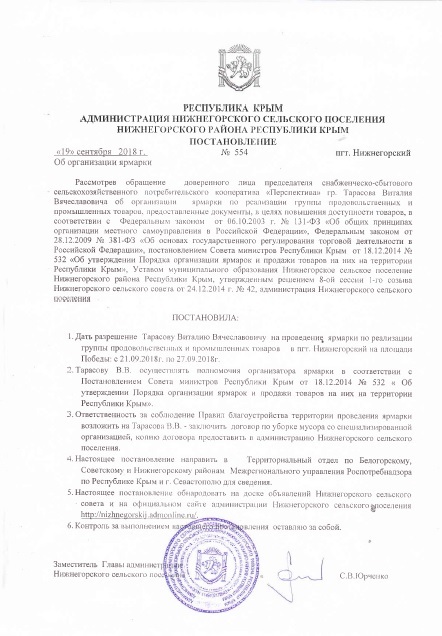 РЕСПУБЛИКА КРЫМ
АДМИНИСТРАЦИЯ НИЖНЕГОРСКОГО СЕЛЬСКОГО ПОСЕЛЕНИЯ
НИЖНЕГОРСКОГО РАЙОНА РЕСПУБЛИКИ КРЫМ
ПОСТАНОВЛЕНИЕ
«19» сентября 2018 г. № 554 пгт. Нижнегорский
Об организации ярмарки
Рассмотрев обращение доверенного лица председателя снабженческо-сбытового
сельскохозяйственного потребительского кооператива «Перспектива» гр. Тарасова Виталия
Вячеславовича об организации ярмарки по реализации группы продовольственных и
промышленных товаров, предоставленные документы, в целях повышения доступности товаров, в
соответствии с Федеральным законом от 06.10.2003 г. № 131-ФЗ «Об общих принципах
организации местного самоуправления в Российской Федерации», Федеральным законом от
28.12.2009 № 381-ФЗ «Об основах государственного регулирования торговой деятельности в
Российской Федерации», постановлением Совета министров Республики Крым от 18.12.2014 №
532 «Об утверждении Порядка организации ярмарок и продажи товаров на них на территории
Республики Крым», Уставом муниципального образования Нижнегорское сельское поселение
Нижнегорского района Республики Крым, утвержденным решением 8-ой сессии 1-го созыва
Нижнегорского сельского совета от 24.12.2014 г. № 42, администрация Нижнегорского сельского
поселения
ПОСТАНОВИЛА:
1. Дать разрешение Тарасову Виталию Вячеславовичу на проведение ярмарки по реализации
группы продовольственных и промышленных товаров в пгт. Нижнегорский на площади
Победы: с 21.09.2018г. по 27.09.2018г.
2. Тарасову В.В. осуществлять полномочия организатора ярмарки в соответствии с
Постановлением Совета министров Республики Крым от 18.12.2014 № 532 « Об
утверждении Порядка организации ярмарок и продажи товаров на них на территории
Республики Крым».
3. Ответственность за соблюдение Правил благоустройства территории проведения ярмарки
возложить на Тарасова В.В. - заключить договор по уборке мусора со специализированной
организацией, копию договора предоставить в администрацию Нижнегорского сельского
поселения.
4. Настоящее постановление направить в Территориальный отдел по Белогорскому,
Советскому и Нижнегорскому районам Межрегионального управления Роспотребнадзора
по Республике Крым и г. Севастополю для сведения.
5. Настоящее постановление обнародовать на доске объявлений Нижнегорского сельского
совета и на официальном сайте администрации Нижнегорского сельского поселения
http://nizhnegorskij.admonline.ru/.
6. Контроль за выполнением настоящего постановления оставляю за собой.
Заместитель Главы администрации
Нижнегорского сельского поселения С.В.Юрченко